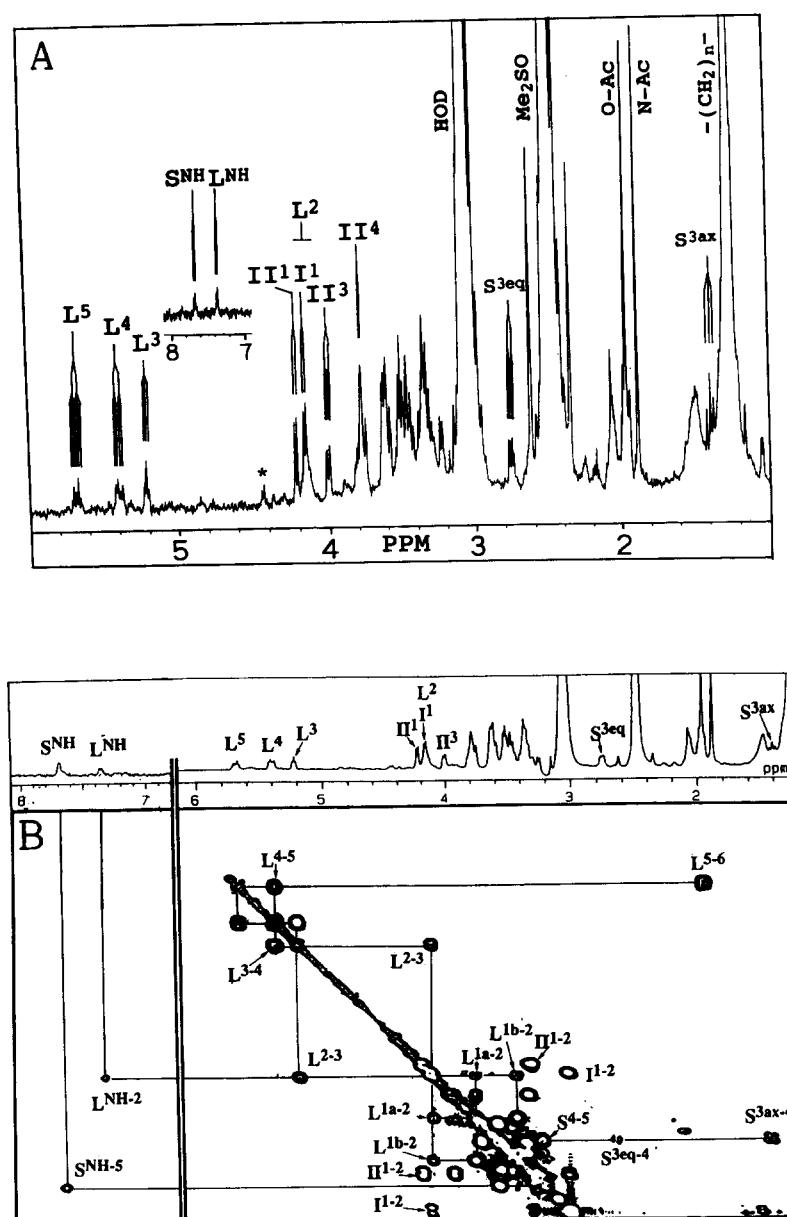 A
HOD
Me₂SO
O-Ac
N-Ac
-(CH₂)n-
Sᴺᴴ Lᴺᴴ
L²
II⁴
S³ᵃˣ
II¹ I¹
II³
S³ᵉq
L⁵
L⁴
L³
8 7
*
5 4 PPM 3 2
L²
I¹
Sᴺᴴ
Lᴺᴴ
L⁵
L⁴
L³
II¹
II³
S³ᵉq
S³ᵃˣ
ppm
8 7 6 5 4 3 2
B
L⁴⁻⁵
L⁵⁻⁶
L³⁻⁴
L²⁻³
L¹ᵇ⁻²
II¹⁻²
L¹ᵃ⁻²
I¹⁻²
L²⁻³
Lᴺᴴ⁻²
L¹ᵃ⁻²
S⁴⁻⁵
S³ᵃˣ⁻⁴
L¹ᵇ⁻²
S³ᵉq⁻⁴
Sᴺᴴ⁻⁵
II¹⁻²
I¹⁻²